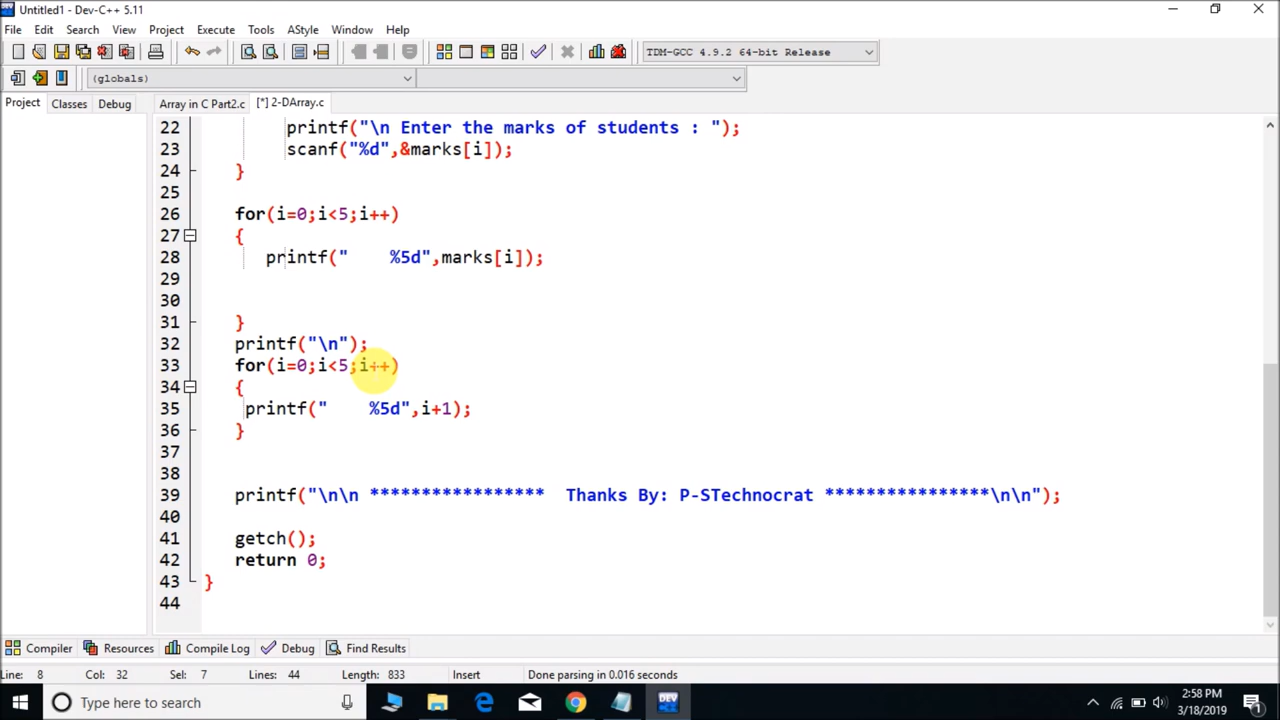 Untitled1 - Dev-C++ 5.11
File Edit Search View Project Execute Tools AStyle Window Help
TDM-GCC 4.9.2 64-bit Release
(globals)
Project Classes Debug Array in C Part2.c [*] 2-DArray.c
22 printf("\n Enter the marks of students : ");
23 scanf("%d",&marks[i]);
24 }
25
26 for(i=0;i<5;i++)
27 {
28 printf("    %5d",marks[i]);
29
30
31 }
32 printf("\n");
33 for(i=0;i<5;i++)
34 {
35 printf("    %5d",i+1);
36 }
37
38
39 printf("\n\n *****************  Thanks By: P-STechnocrat ****************\n\n");
40
41 getch();
42 return 0;
43 }
44
Compiler Resources Compile Log Debug Find Results
Line: 8 Col: 32 Sel: 7 Lines: 44 Length: 833 Insert Done parsing in 0.016 seconds
Type here to search
DEV
2:58 PM
3/18/2019
1